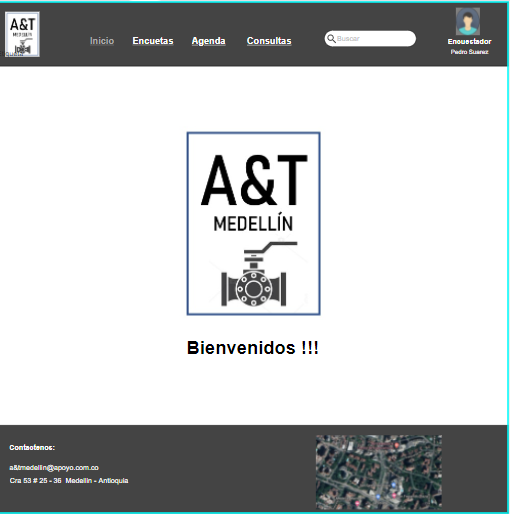 A&T
MEDELLÍN
Inicio Encuetas Agenda Consultas
Buscar
Encuestador
Pedro Suarez
A&T
MEDELLÍN
Bienvenidos !!!
Contactenos:
a&tmedellin@apoyo.com.co
Cra 53 # 25 - 36 Medellin - Antioquia